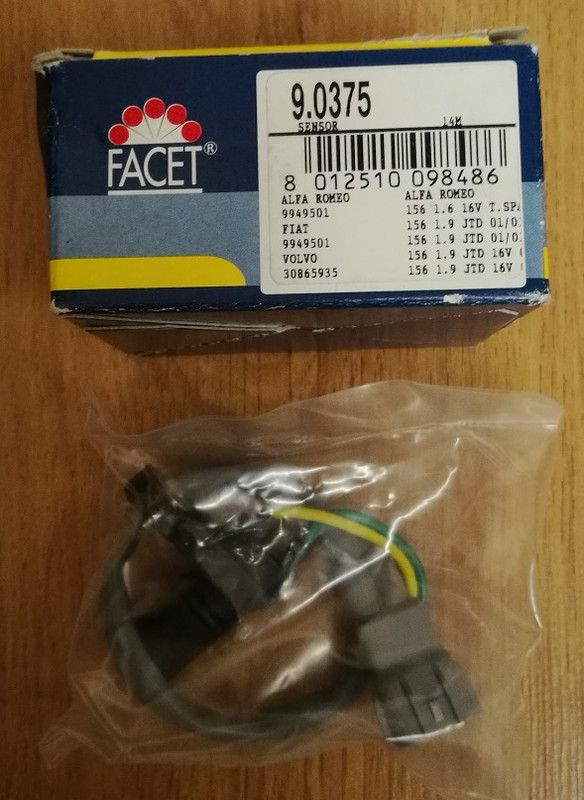 FACET®
9.0375
SENSOR 14M
8 012510 098486
ALFA ROMEO
9949501
FIAT
9949501
VOLVO
30865935
ALFA ROMEO
156 1.6 16V T.SPA
156 1.9 JTD 01/0
156 1.9 JTD 01/0
156 1.9 JTD 16V
156 1.9 JTD 16V